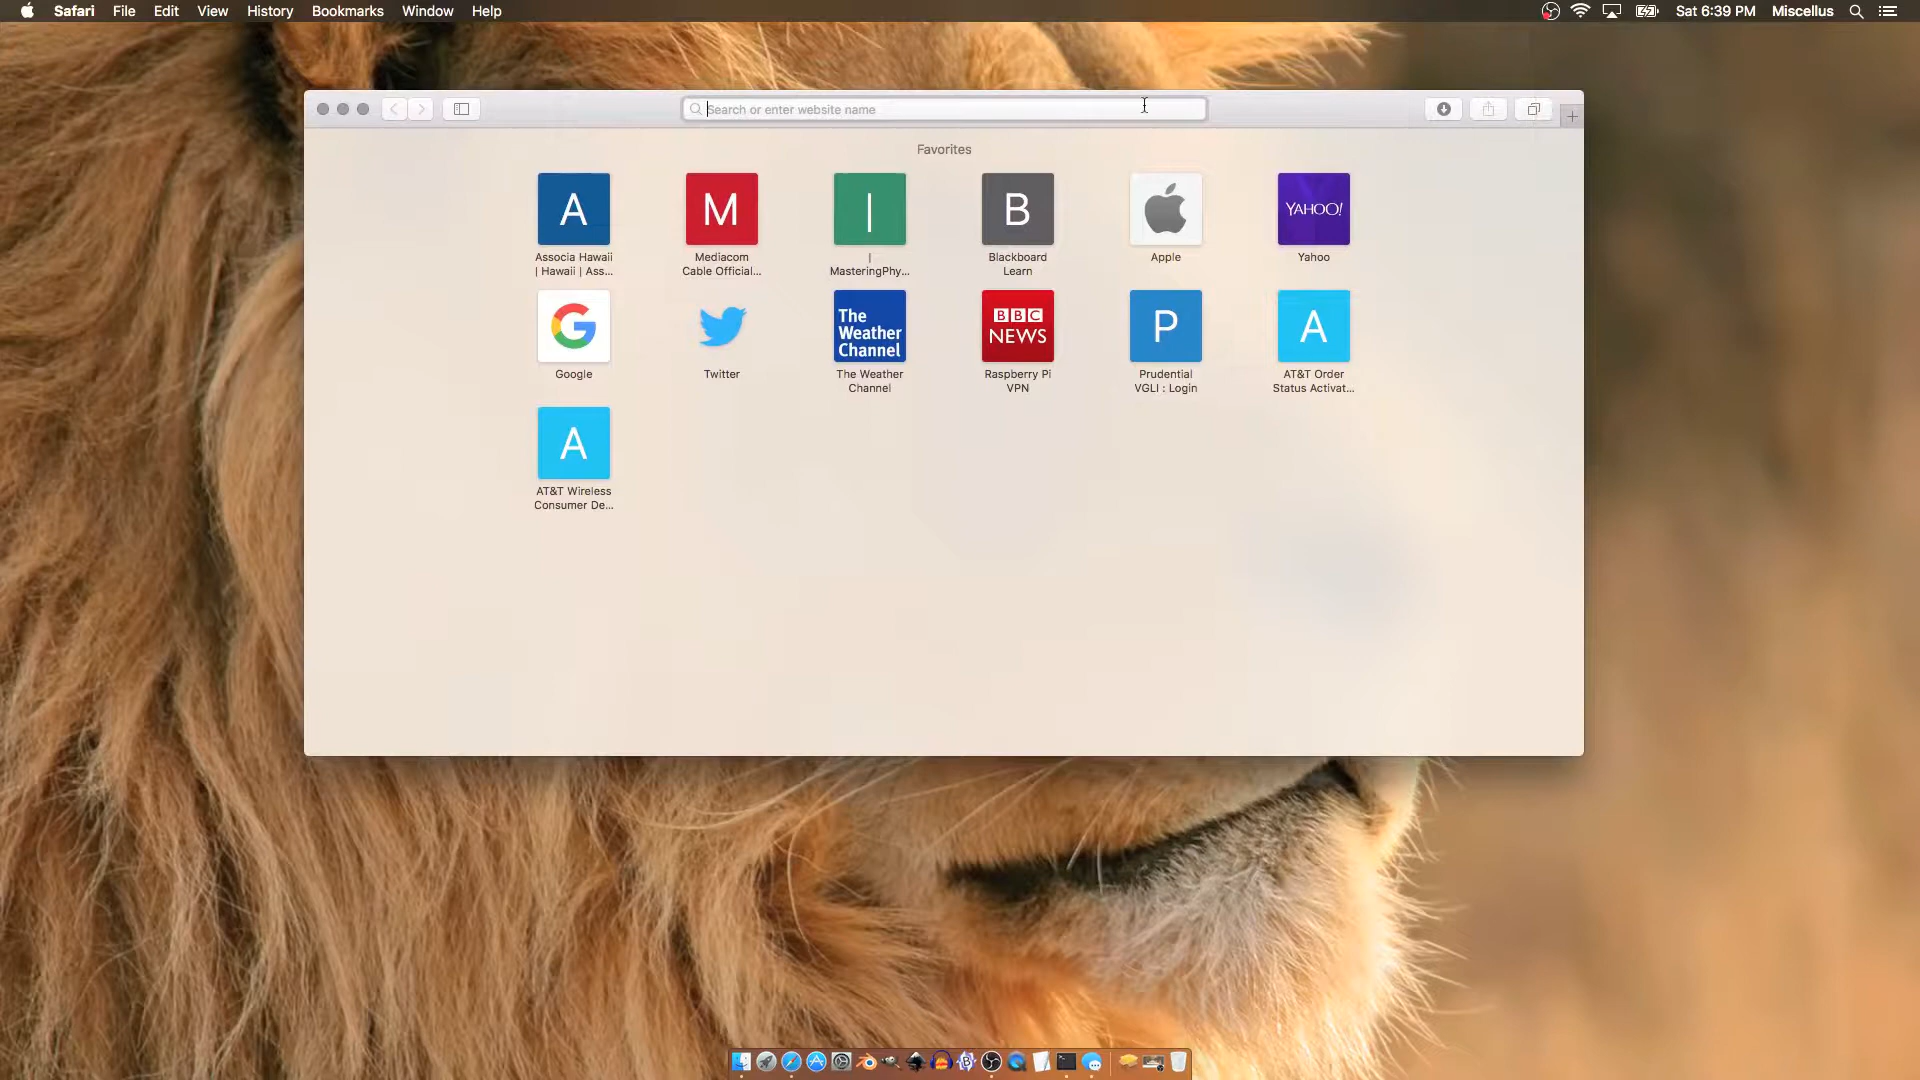 Safari File Edit View History Bookmarks Window Help Sat 6:39 PM Miscellus
Search or enter website name
Favorites
A M | B YAHOO!
Associa Hawaii
| Hawaii | Ass...
Mediacom
Cable Official...
|
MasteringPhy...
Blackboard
Learn
Apple
Yahoo
G
The
Weather
Channel
BBC
NEWS
P
A
Google
Twitter
The Weather
Channel
Raspberry Pi
VPN
Prudential
VGLI : Login
AT&T Order
Status Activat...
A
AT&T Wireless
Consumer De...